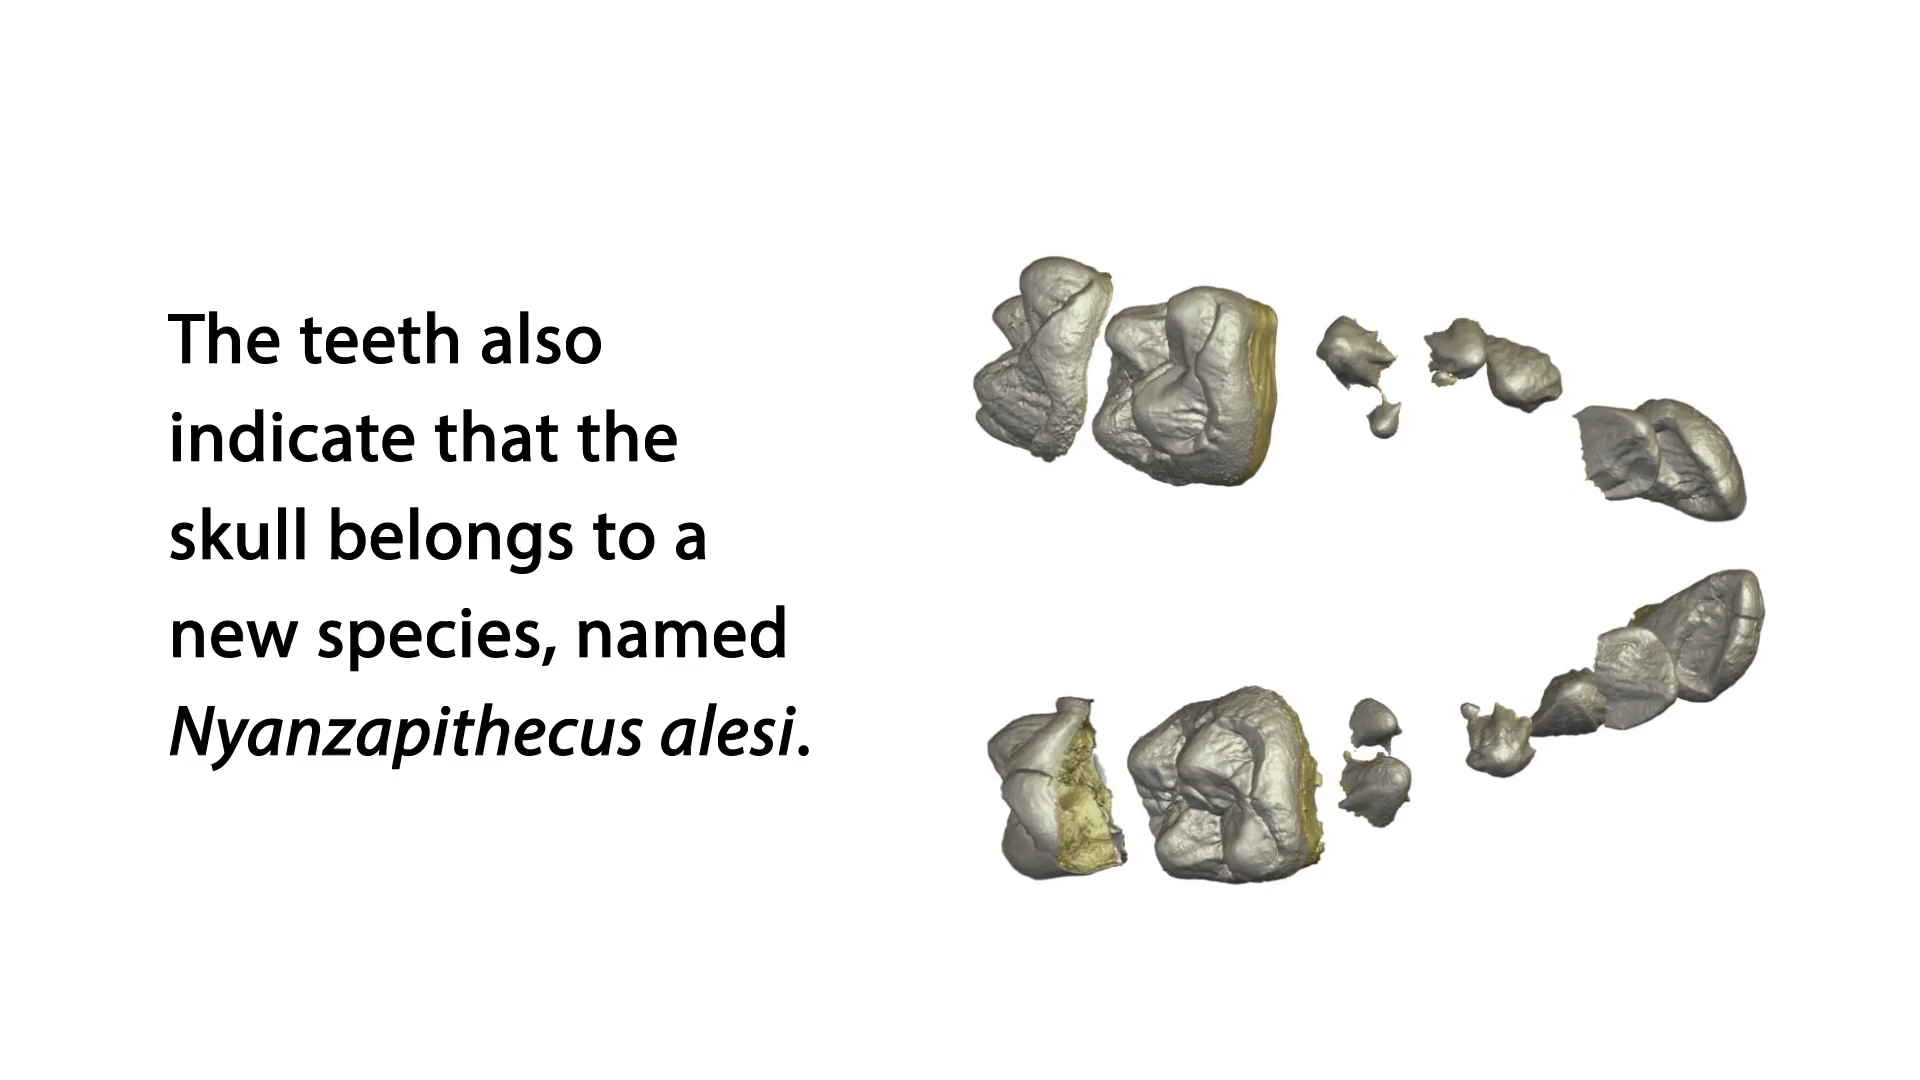 The teeth also
indicate that the
skull belongs to a
new species, named
Nyanzapithecus alesi.